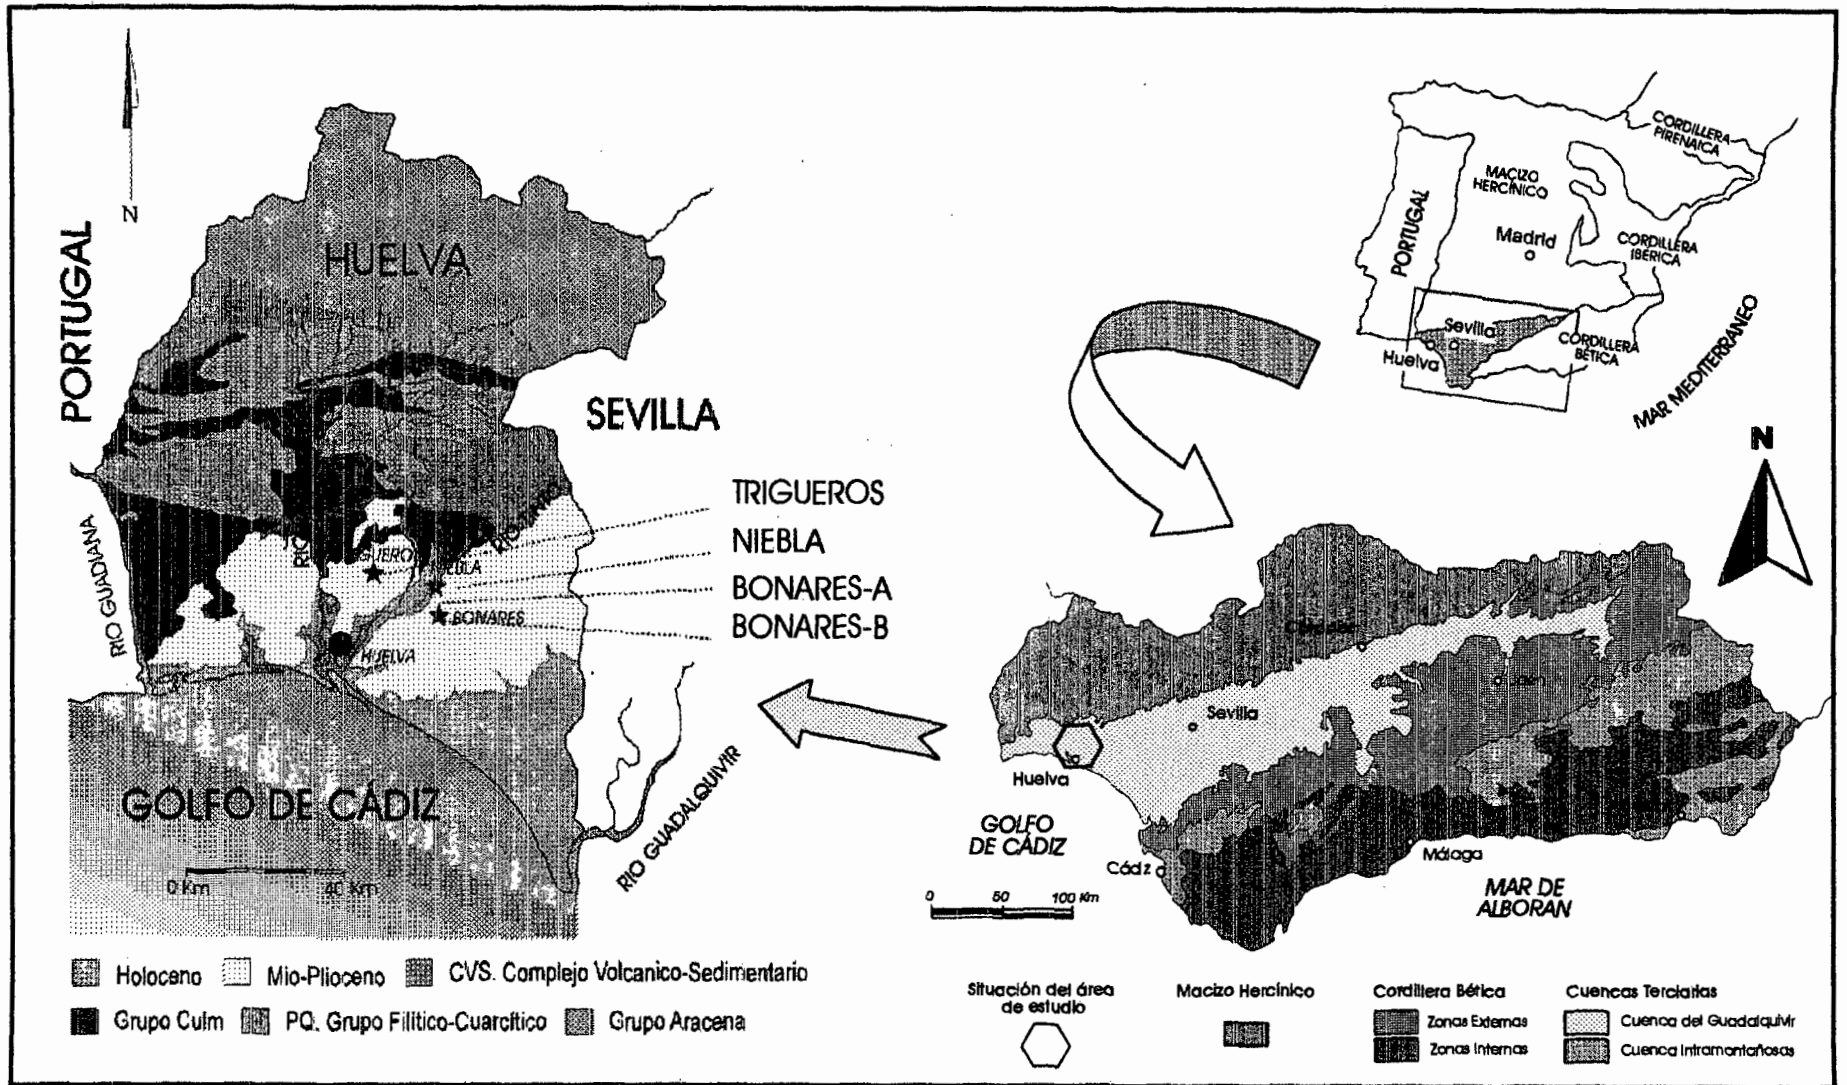 N
PORTUGAL
HUELVA
SEVILLA
RIO GUADIANA
TRIGUEROS
NIEBLA
BONARES-A
BONARES-B
BONARES
HUELVA
GOLFO DE CÁDIZ
RIO GUADALQUIVIR
0 Km 40 Km
Holoceno Mio-Plioceno CVS. Complejo Volcanico-Sedimentario
Grupo Culm PQ. Grupo Filítico-Cuarcítico Grupo Aracena
CORDILLERA
PIRENAICA
MACIZO
HERCÍNICO
PORTUGAL
Madrid
CORDILLERA
IBÉRICA
Sevilla
Huelva
CORDILLERA
BÉTICA
MAR MEDITERRANEO
N
Sevilla
Huelva
GOLFO
DE CÁDIZ
Cádiz
Málaga
MAR DE
ALBORAN
0 50 100 Km
Situación del área
de estudio
Macizo Hercínico
Cordillera Bética
Zonas Externas
Zonas Internas
Cuencas Terciarias
Cuenca del Guadalquivir
Cuenca Intramontañosas